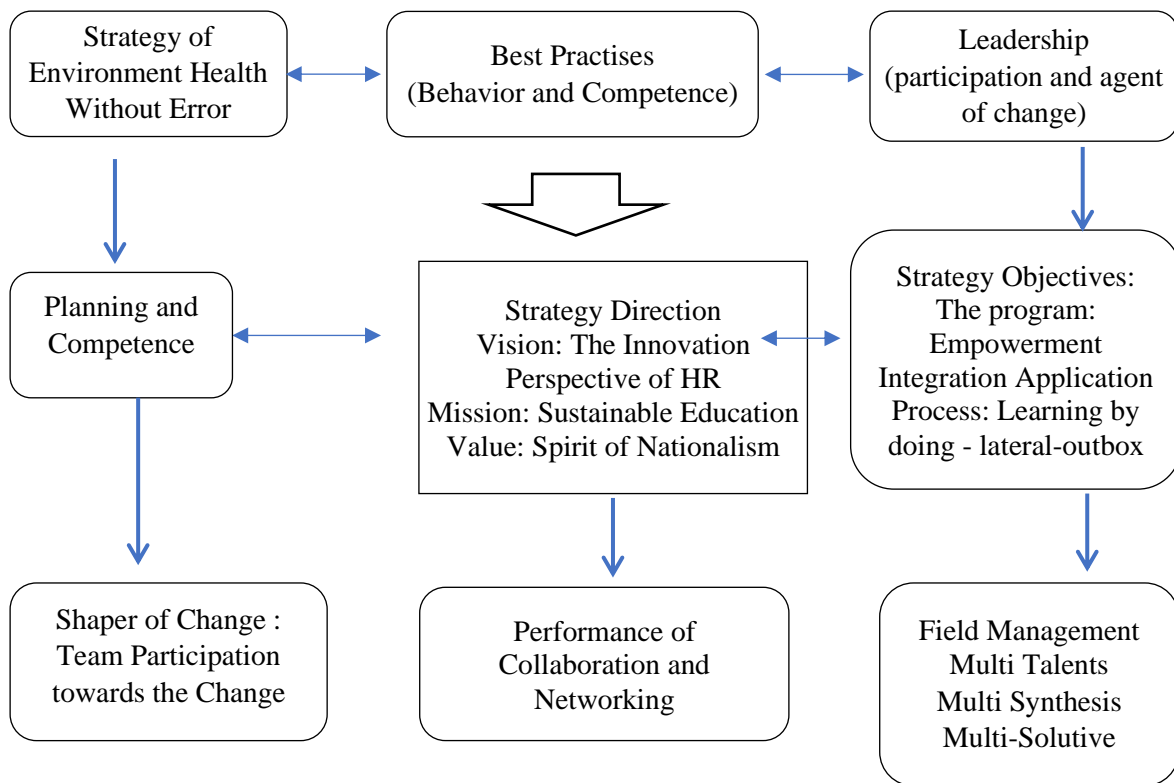 Strategy of
Environment Health
Without Error
Best Practises
(Behavior and Competence)
Leadership
(participation and agent
of change)
Planning and
Competence
Strategy Direction
Vision: The Innovation
Perspective of HR
Mission: Sustainable Education
Value: Spirit of Nationalism
Strategy Objectives:
The program:
Empowerment
Integration Application
Process: Learning by
doing - lateral-outbox
Shaper of Change :
Team Participation
towards the Change
Performance of
Collaboration and
Networking
Field Management
Multi Talents
Multi Synthesis
Multi-Solutive